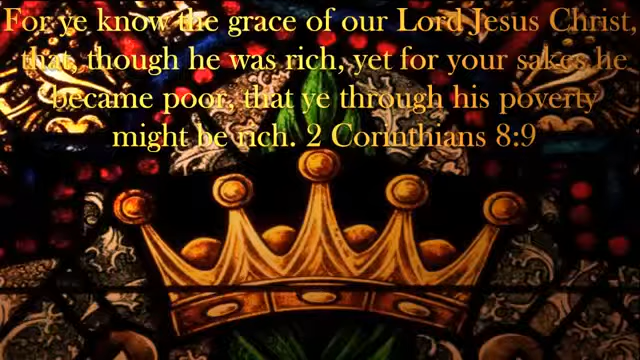 For ye know the grace of our Lord Jesus Christ,
that, though he was rich, yet for your sakes he
became poor, that ye through his poverty
might be rich. 2 Corinthians 8:9